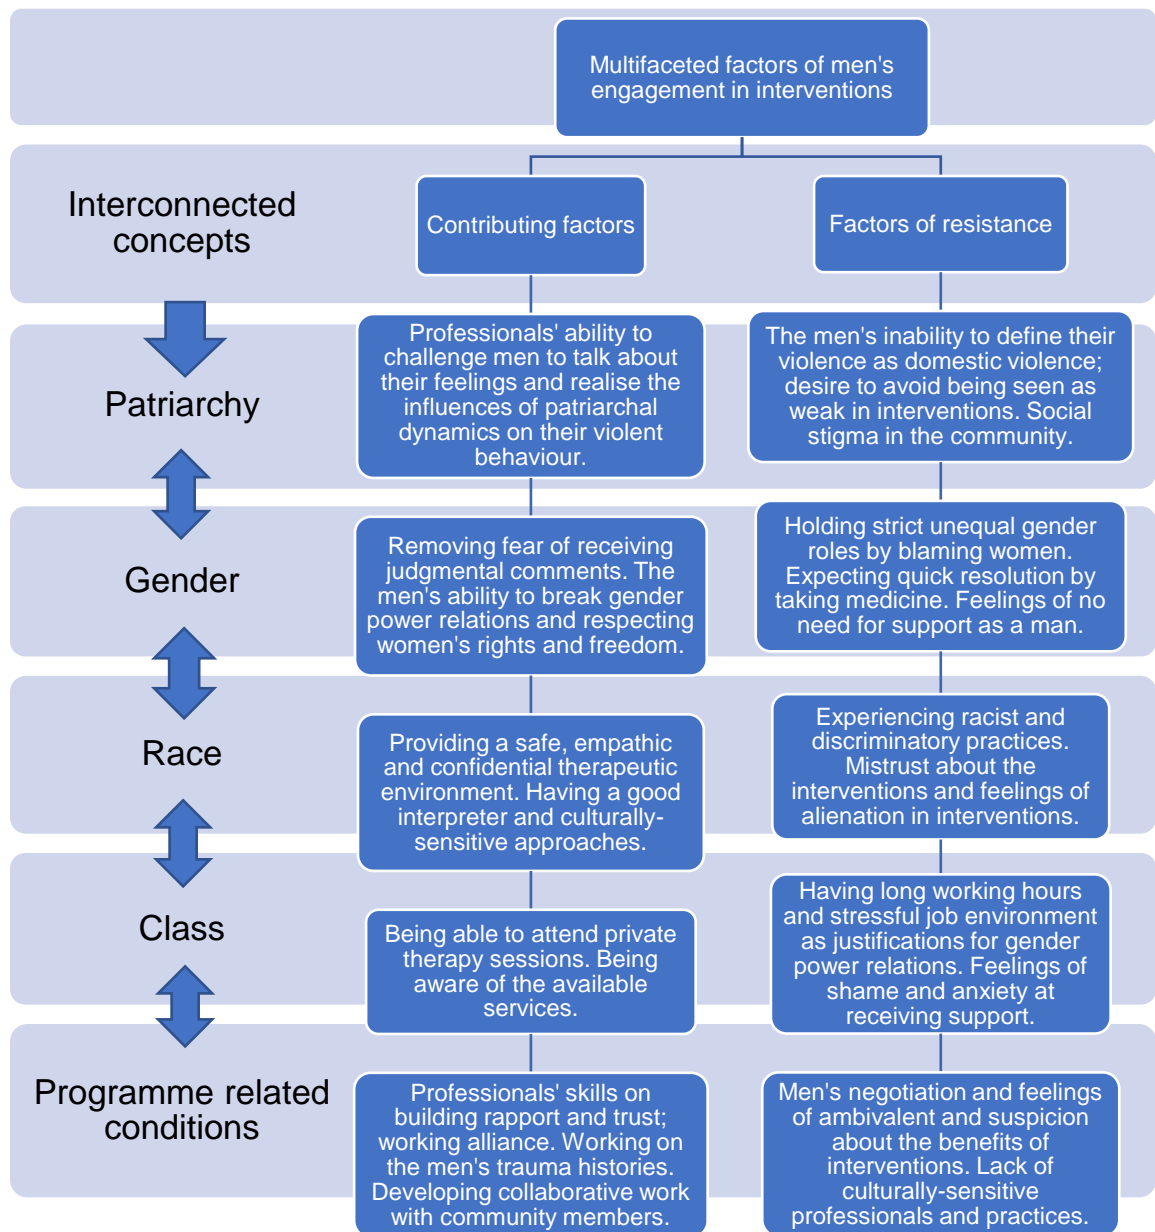 Multifaceted factors of men's
engagement in interventions
Interconnected
concepts
Contributing factors
Factors of resistance
Patriarchy
Professionals' ability to
challenge men to talk about
their feelings and realise the
influences of patriarchal
dynamics on their violent
behaviour.
The men's inability to define their
violence as domestic violence;
desire to avoid being seen as
weak in interventions. Social
stigma in the community.
Gender
Removing fear of receiving
judgmental comments. The
men's ability to break gender
power relations and respecting
women's rights and freedom.
Holding strict unequal gender
roles by blaming women.
Expecting quick resolution by
taking medicine. Feelings of no
need for support as a man.
Race
Providing a safe, empathic
and confidential therapeutic
environment. Having a good
interpreter and culturally-
sensitive approaches.
Experiencing racist and
discriminatory practices.
Mistrust about the
interventions and feelings of
alienation in interventions.
Class
Being able to attend private
therapy sessions. Being
aware of the available
services.
Having long working hours
and stressful job environment
as justifications for gender
power relations. Feelings of
shame and anxiety at
receiving support.
Programme related
conditions
Professionals' skills on
building rapport and trust;
working alliance. Working on
the men's trauma histories.
Developing collaborative work
with community members.
Men's negotiation and feelings
of ambivalent and suspicion
about the benefits of
interventions. Lack of
culturally-sensitive
professionals and practices.